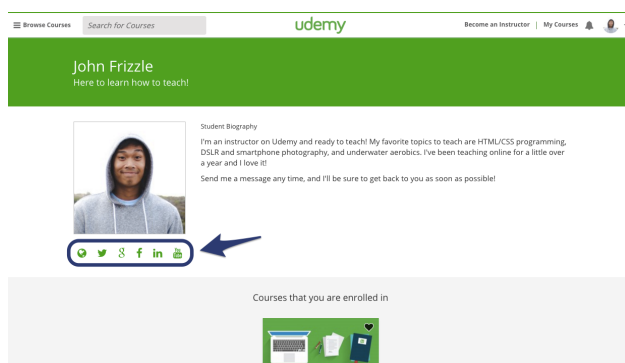 Browse Courses
Search for Courses
udemy
Become an Instructor | My Courses
John Frizzle
Here to learn how to teach!
Student Biography
I'm an instructor on Udemy and ready to teach! My favorite topics to teach are HTML/CSS programming,
DSLR and smartphone photography, and underwater aerobics. I've been teaching online for a little over
a year and I love it!
Send me a message any time, and I'll be sure to get back to you as soon as possible!
Courses that you are enrolled in